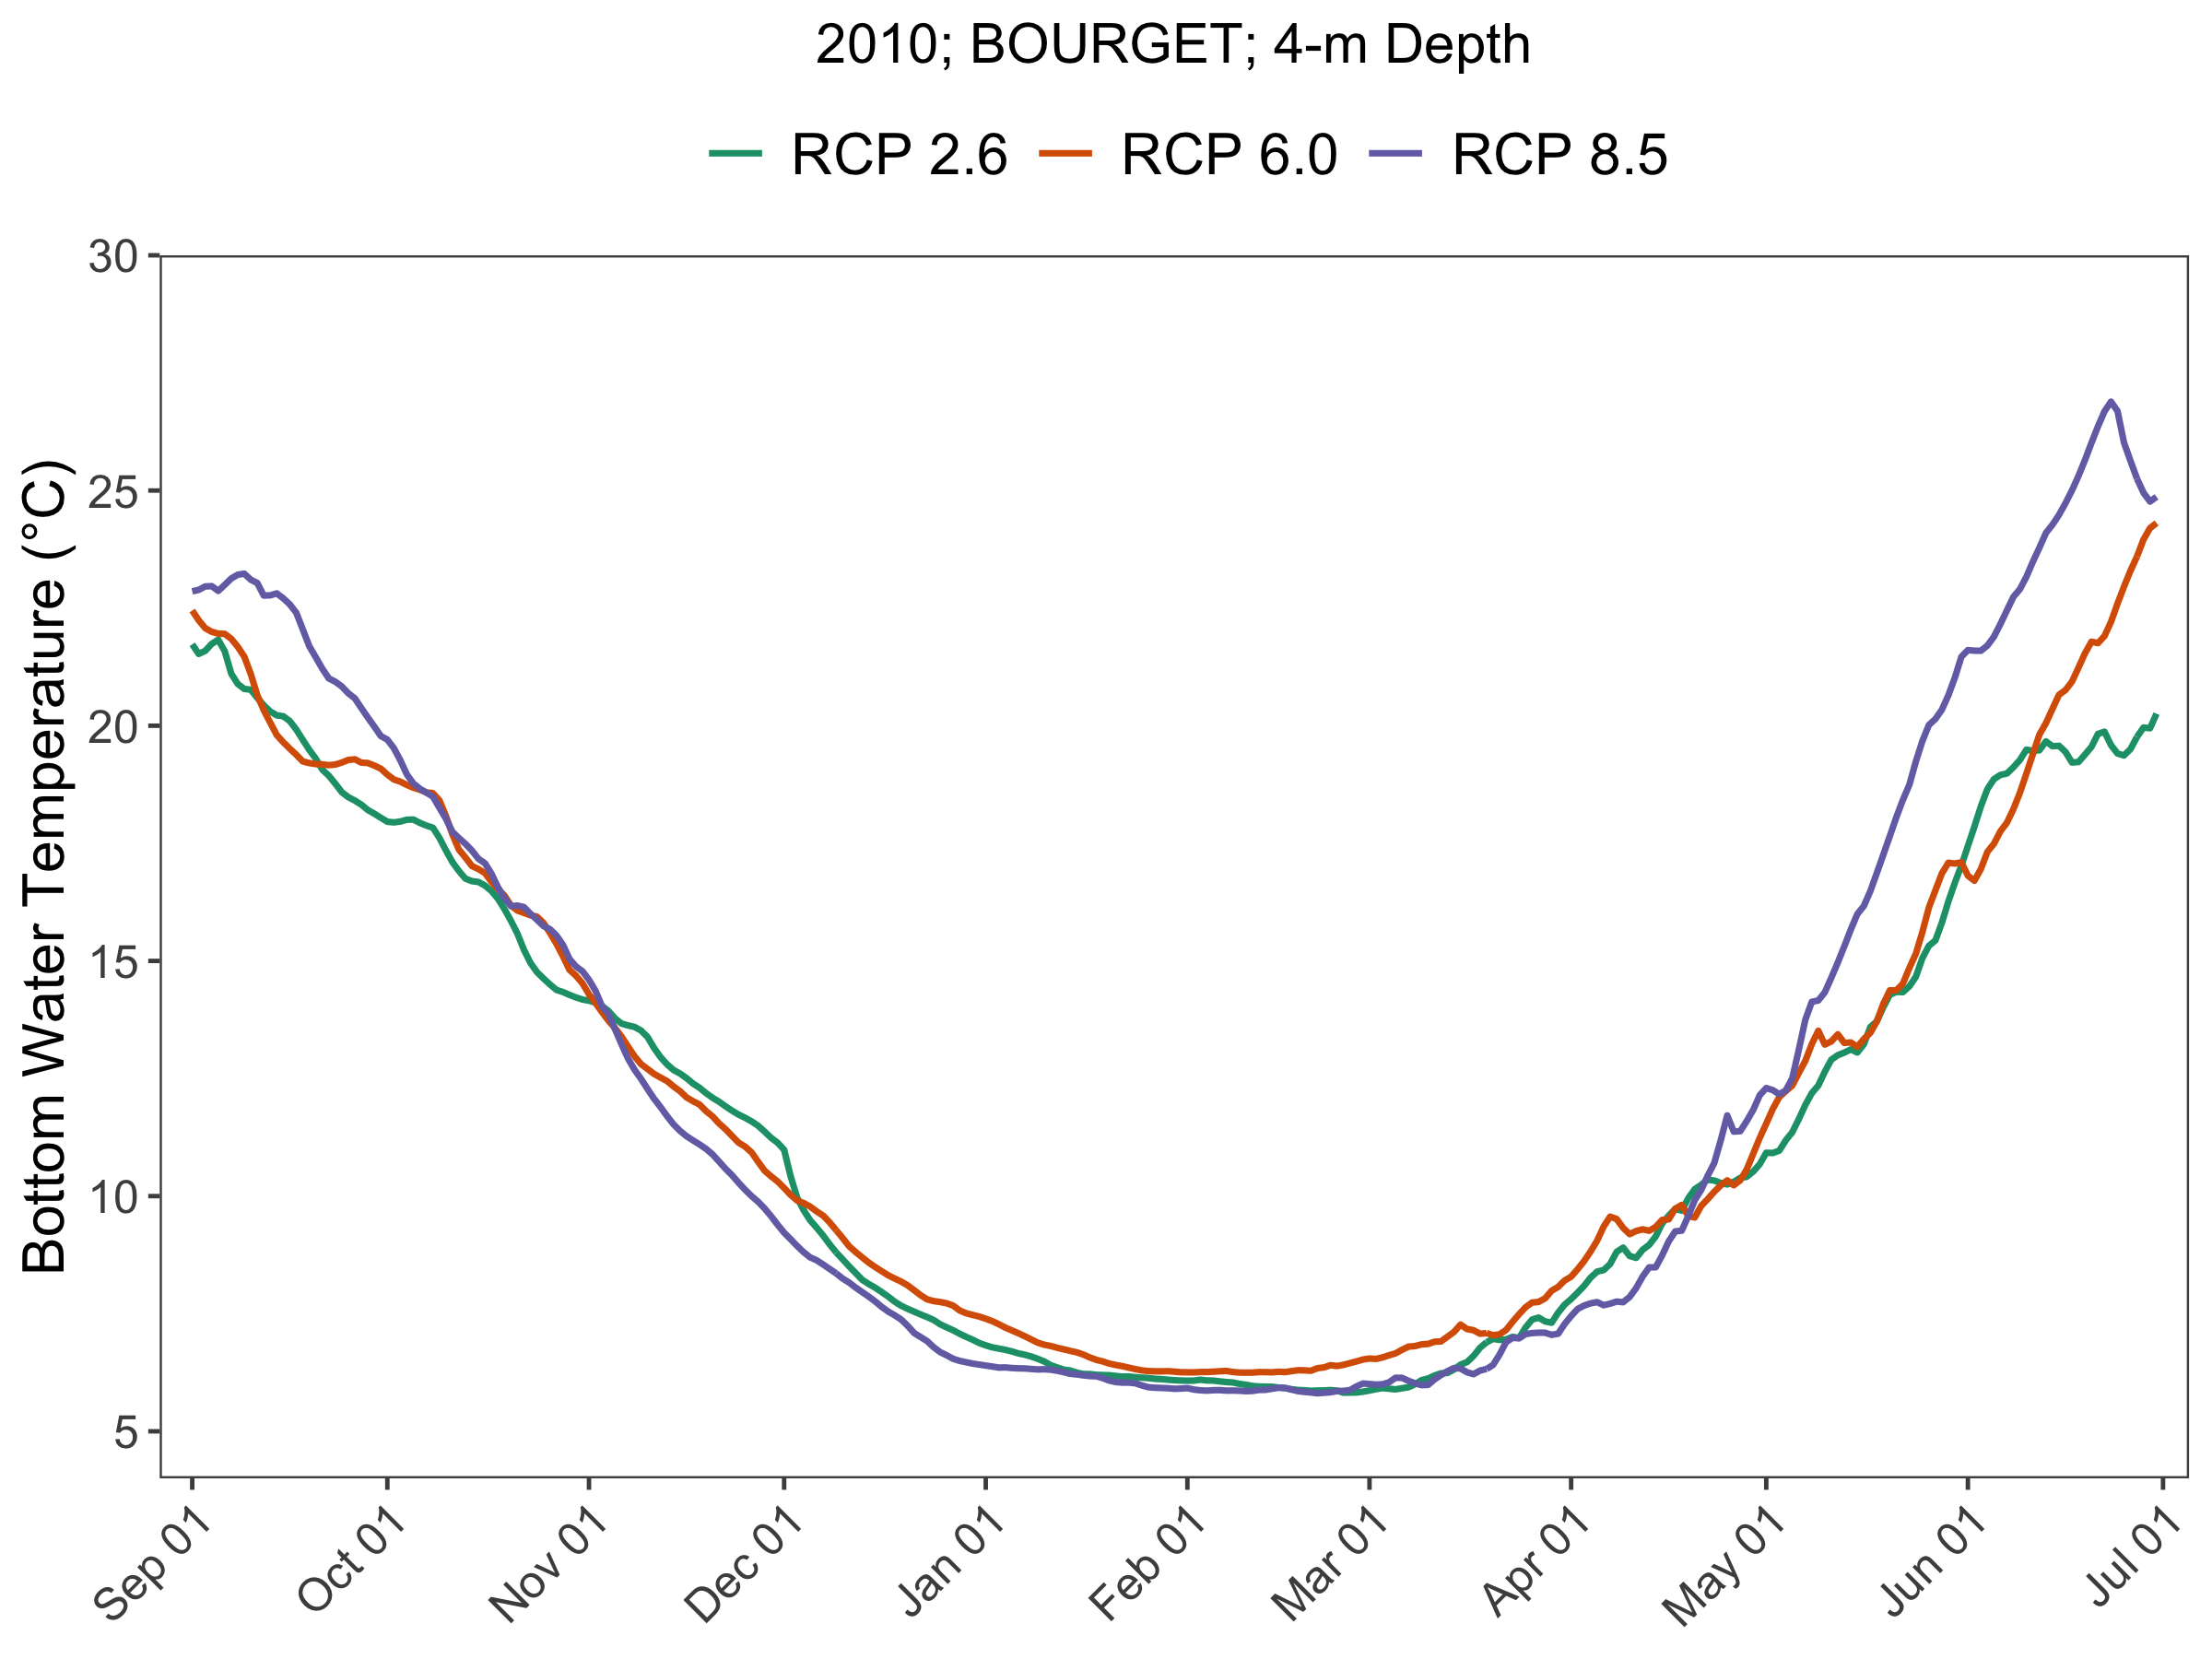 2010; BOURGET; 4-m Depth
RCP 2.6 RCP 6.0 RCP 8.5
Bottom Water Temperature (°C)
30
25
20
15
10
5
Sep 01 Oct 01 Nov 01 Dec 01 Jan 01 Feb 01 Mar 01 Apr 01 May 01 Jun 01 Jul 01